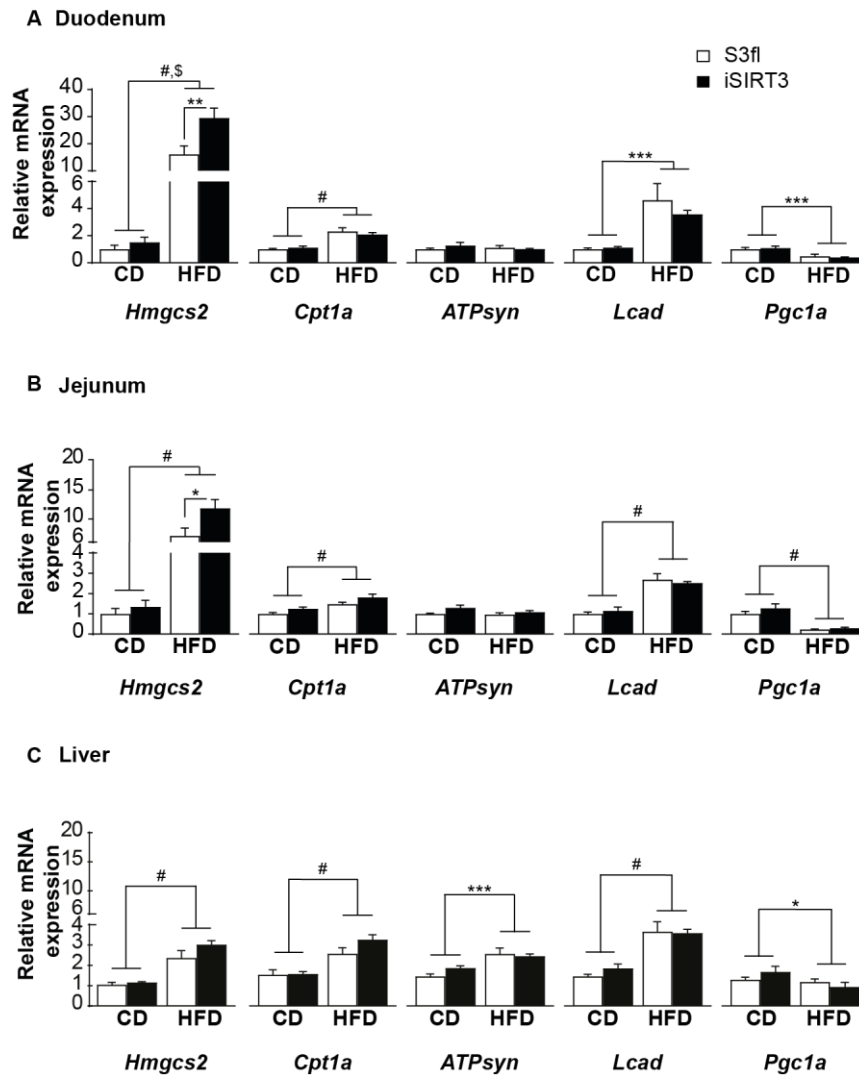 A Duodenum
S3fl
iSIRT3
Relative mRNA
expression
40
30
20
10
6
4
2
0
#,$
**
#
***
***
CD HFD CD HFD CD HFD CD HFD CD HFD
Hmgcs2 Cpt1a ATPsyn Lcad Pgc1a
B Jejunum
Relative mRNA
expression
20
15
10
6
4
3
2
1
0
#
*
#
#
#
CD HFD CD HFD CD HFD CD HFD CD HFD
Hmgcs2 Cpt1a ATPsyn Lcad Pgc1a
C Liver
Relative mRNA
expression
20
15
10
6
4
3
2
1
0
#
#
***
#
*
CD HFD CD HFD CD HFD CD HFD CD HFD
Hmgcs2 Cpt1a ATPsyn Lcad Pgc1a